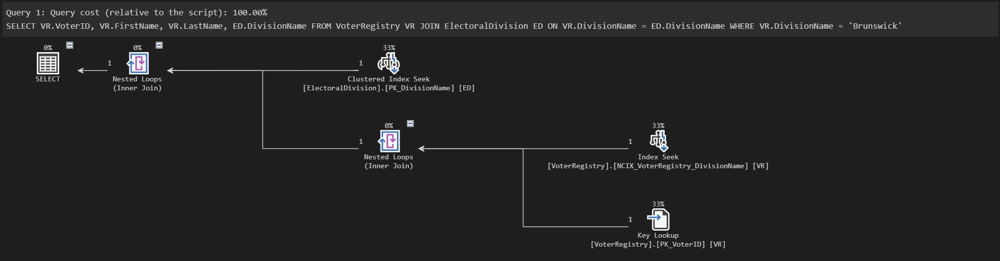 Query 1: Query cost (relative to the script): 100.00%
SELECT VR.VoterID, VR.FirstName, VR.LastName, ED.DivisionName FROM VoterRegistry VR JOIN ElectoralDivision ED ON VR.DivisionName = ED.DivisionName WHERE VR.DivisionName = 'Brunswick'
0%
SELECT
1
0%
Nested Loops
(Inner Join)
1
33%
Clustered Index Seek
[ElectoralDivision].[PK_DivisionName] [ED]
1
0%
Nested Loops
(Inner Join)
1
33%
Index Seek
[VoterRegistry].[NCIX_VoterRegistry_DivisionName] [VR]
1
33%
Key Lookup
[VoterRegistry].[PK_VoterID] [VR]